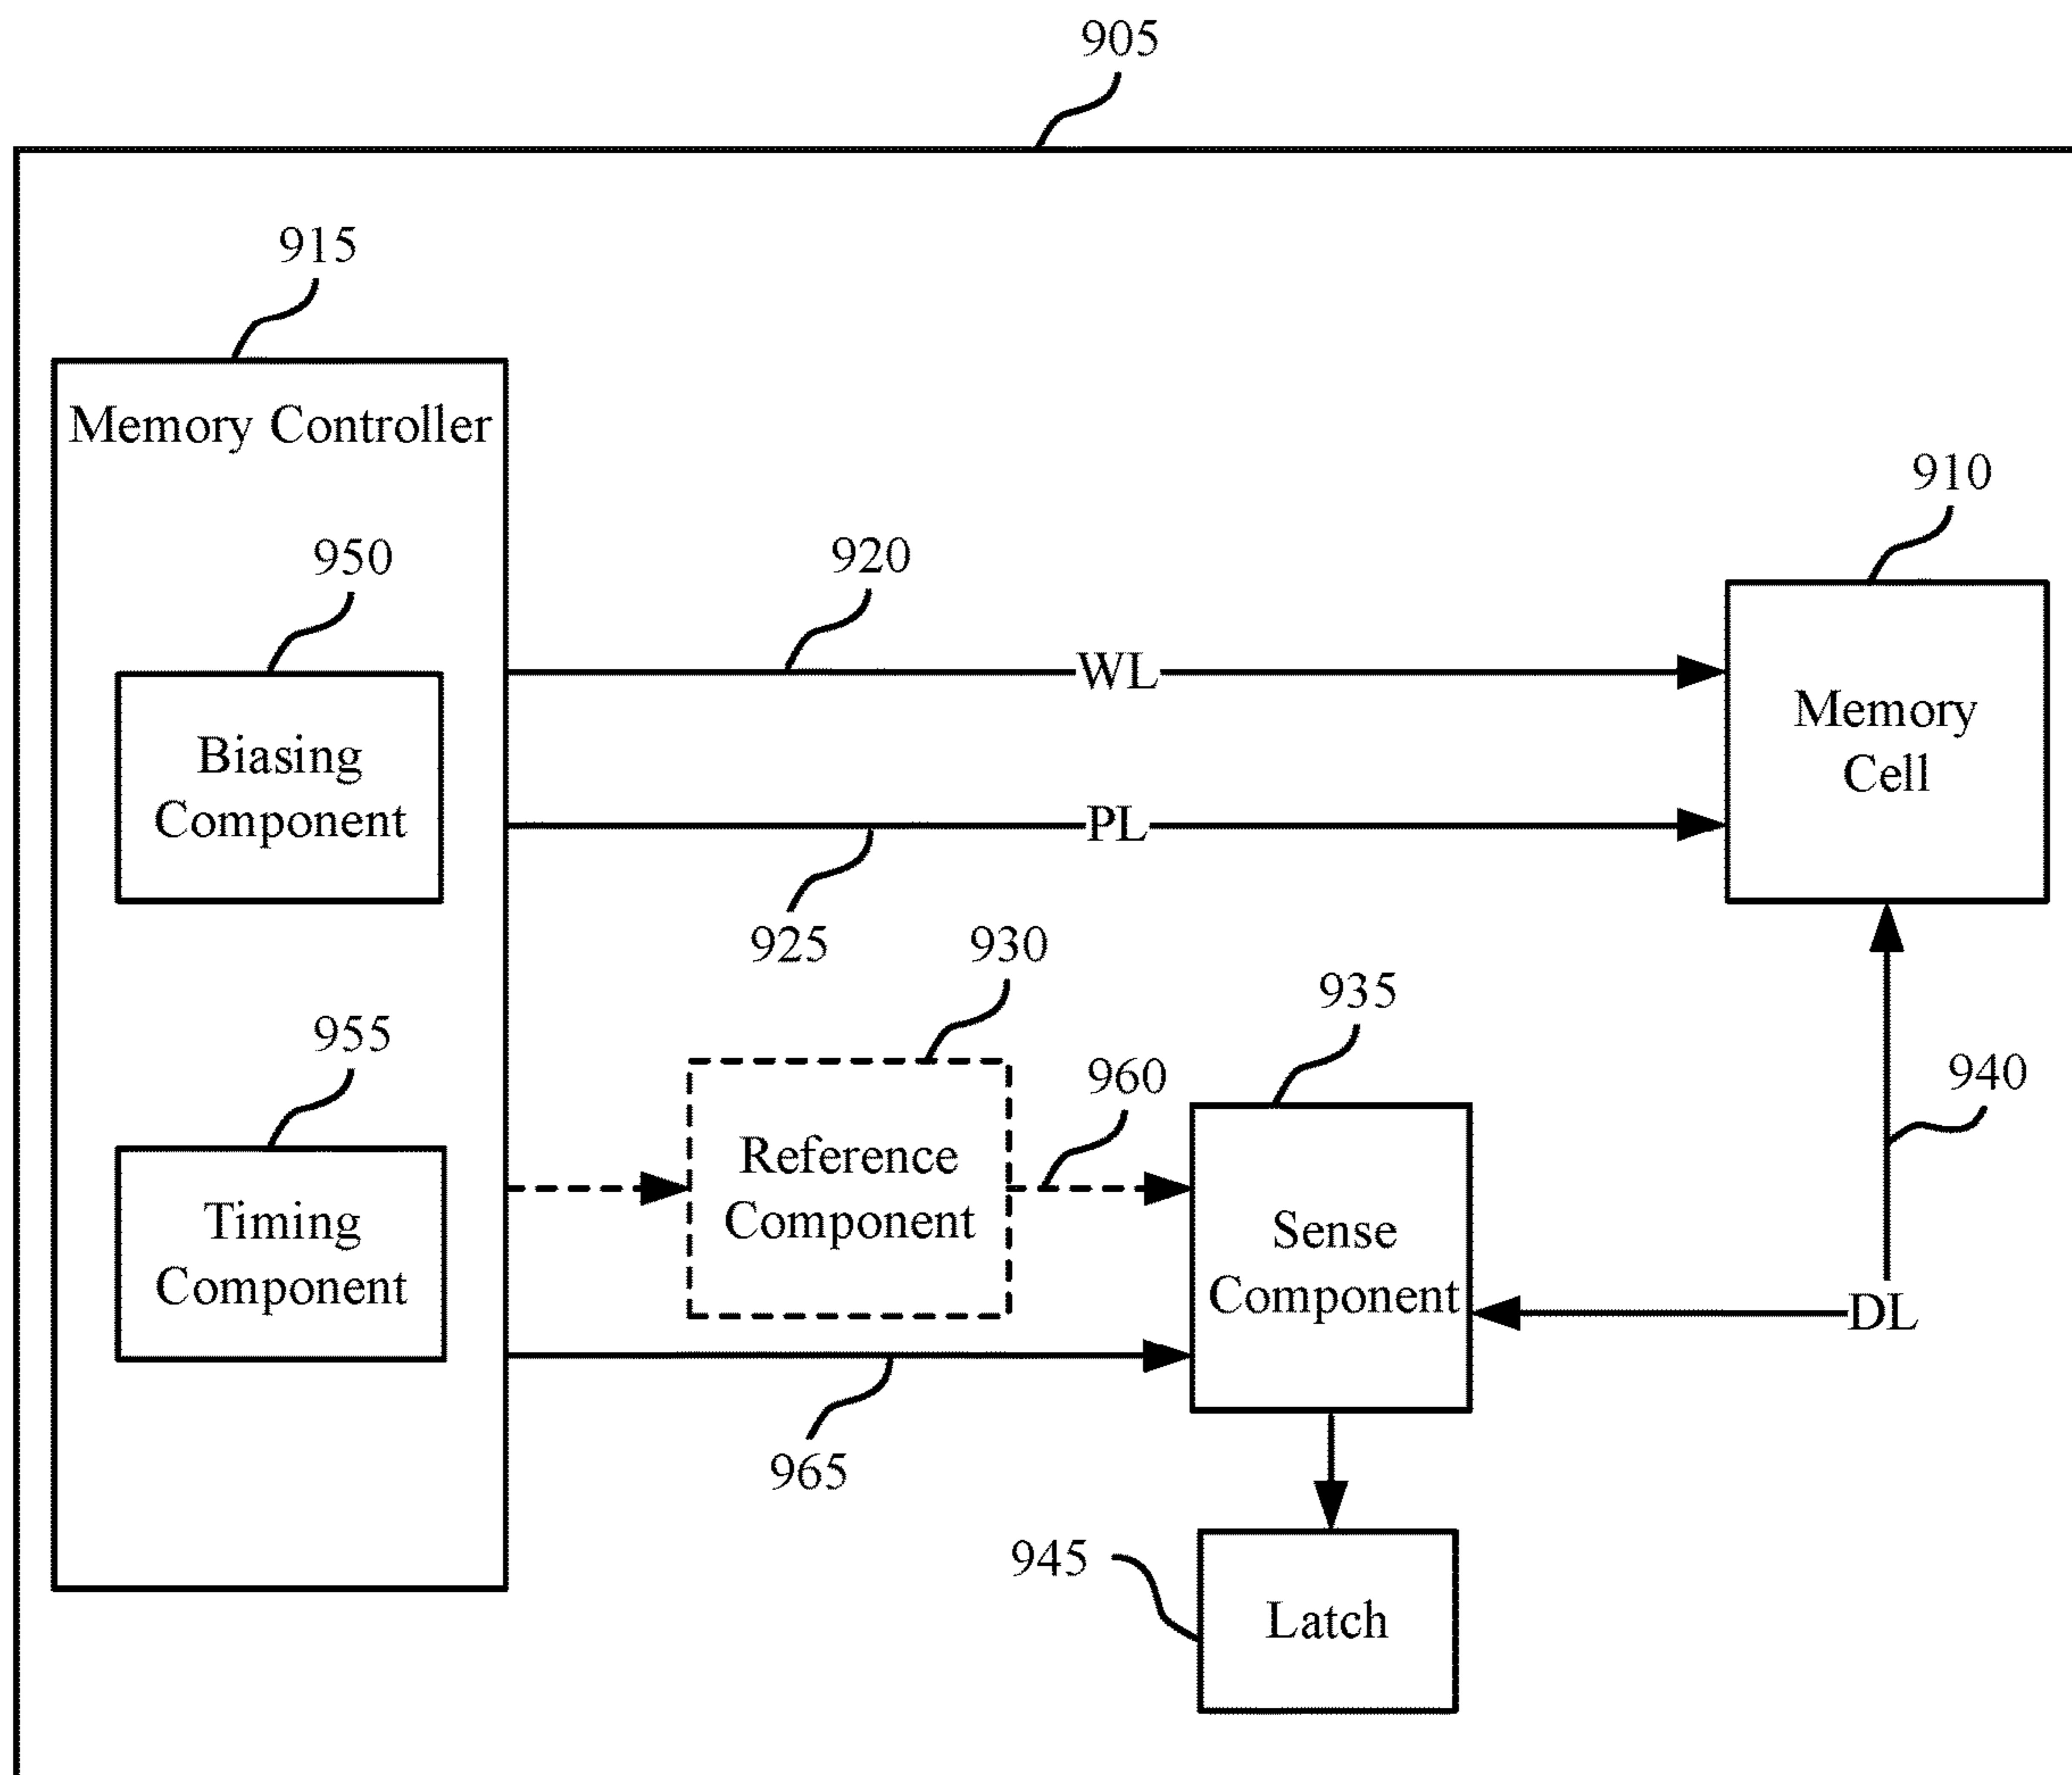 905
915
Memory Controller
910
950
920
WL
Memory
Cell
Biasing
Component
PL
925
930
935
955
960
940
Reference
Component
Timing
Component
Sense
Component
DL
965
945
Latch